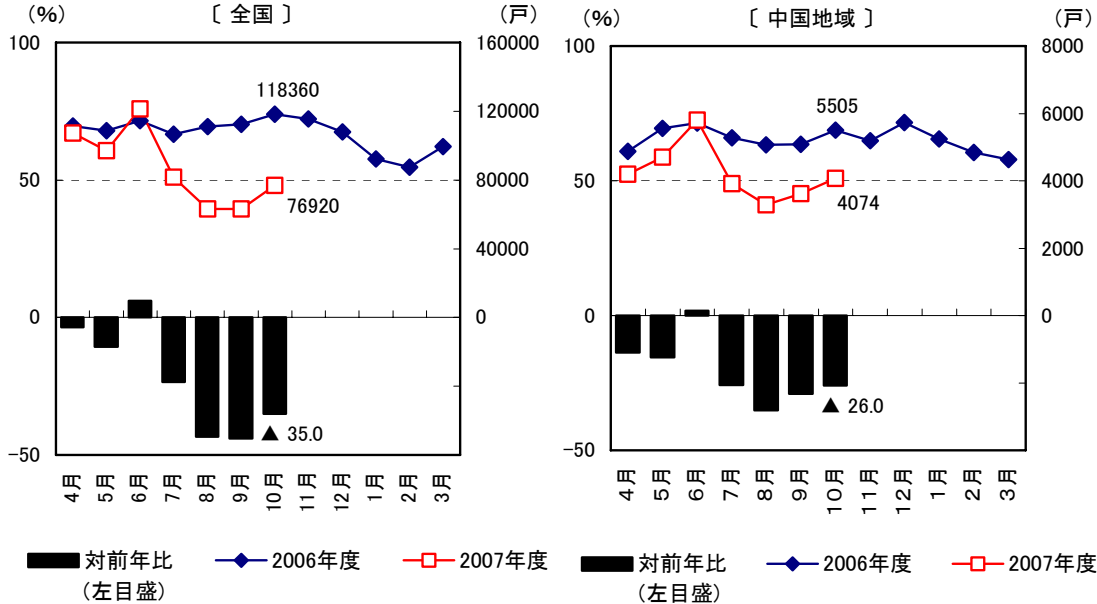 (%)
〔 全国 〕
(戸)
100
50
0
-50
160000
120000
80000
40000
0
118360
76920
▲ 35.0
4月
5月
6月
7月
8月
9月
10月
11月
12月
1月
2月
3月
対前年比
(左目盛)
2006年度
2007年度
(%)
〔 中国地域 〕
(戸)
100
50
0
-50
8000
6000
4000
2000
0
5505
4074
▲ 26.0
4月
5月
6月
7月
8月
9月
10月
11月
12月
1月
2月
3月
対前年比
(左目盛)
2006年度
2007年度